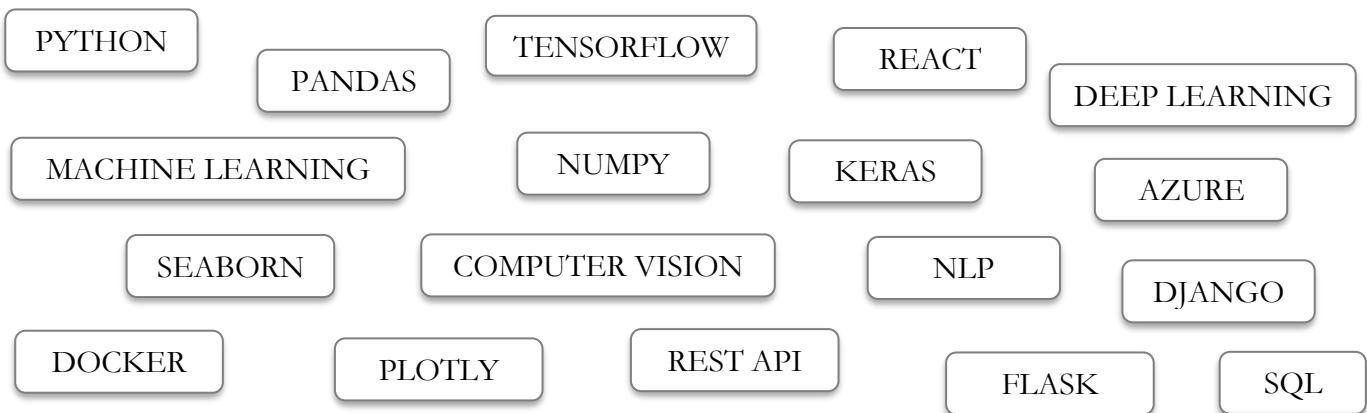 PYTHON
PANDAS
TENSORFLOW
REACT
DEEP LEARNING
MACHINE LEARNING
NUMPY
KERAS
AZURE
SEABORN
COMPUTER VISION
NLP
DJANGO
DOCKER
PLOTLY
REST API
FLASK
SQL